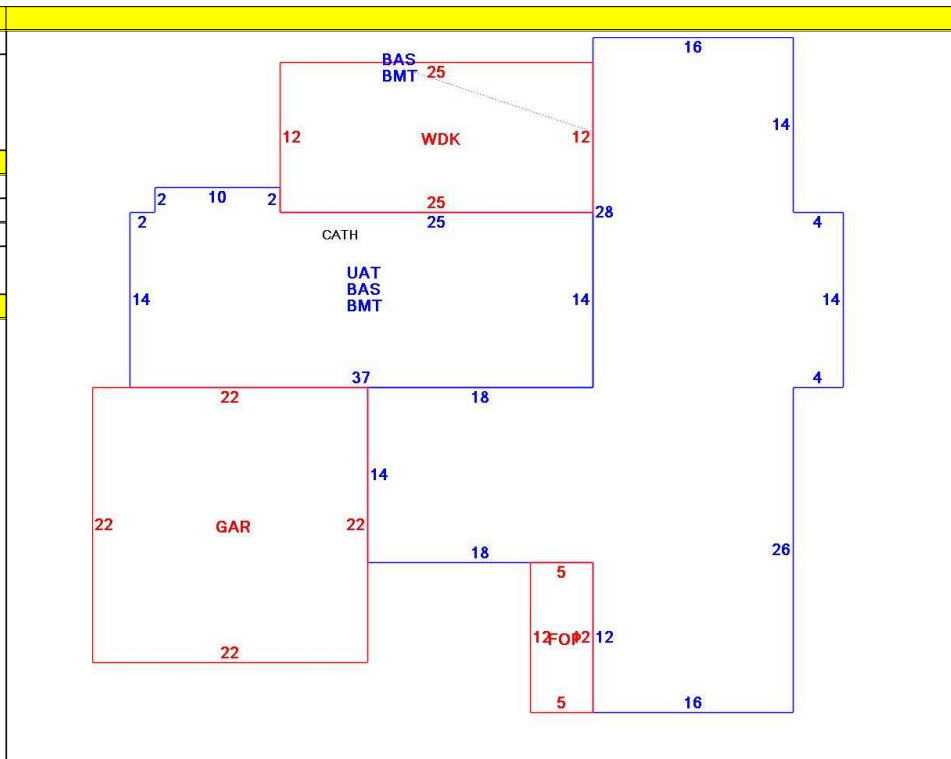 16
BAS
BMT 25
12 WDK 12 14
2 10 2 25
2 25 28 4
CATH
UAT
BAS
BMT
14 14 14
37 4
22 18
14
22 GAR 22
18 26
5
12 FOP 12 12
22
5 16